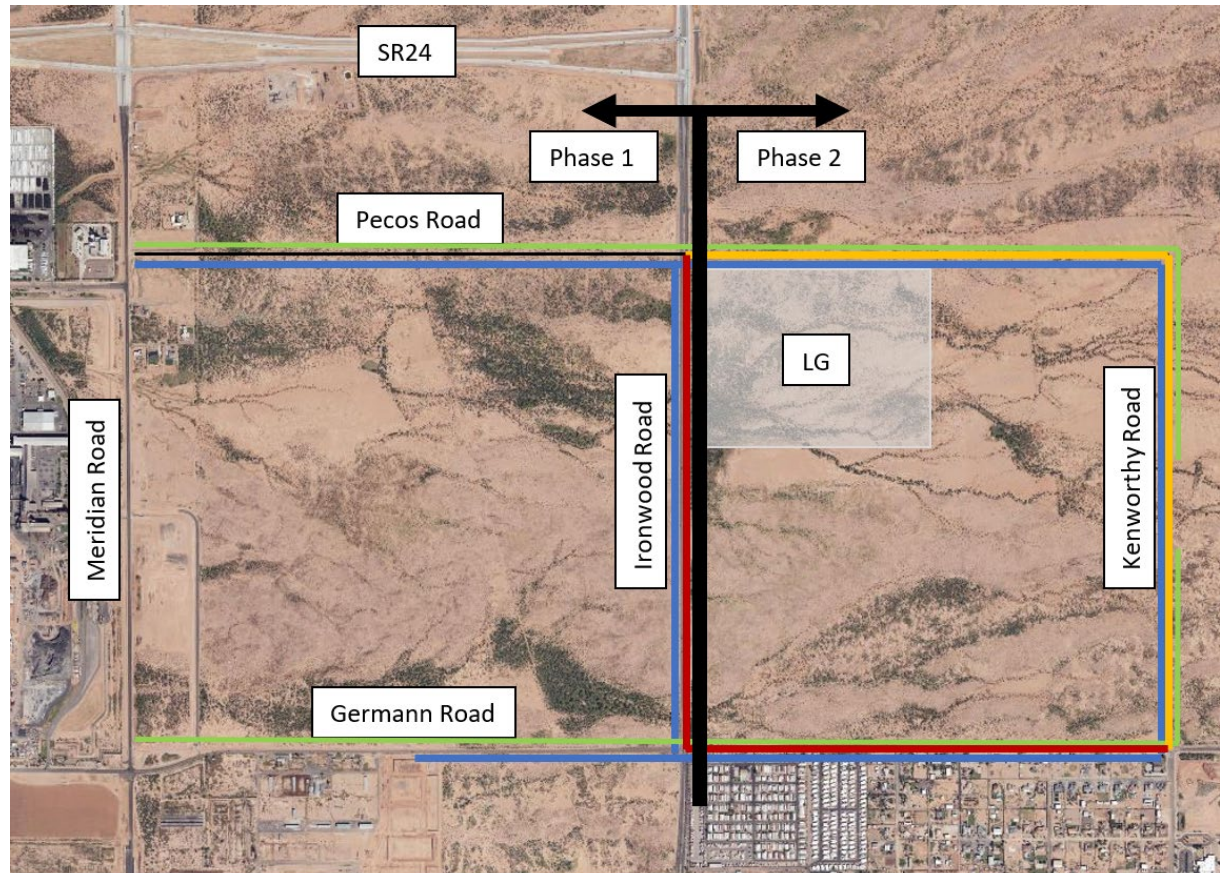 SR24
Phase 1
Phase 2
Pecos Road
LG
Meridian Road
Ironwood Road
Kenworthy Road
Germann Road